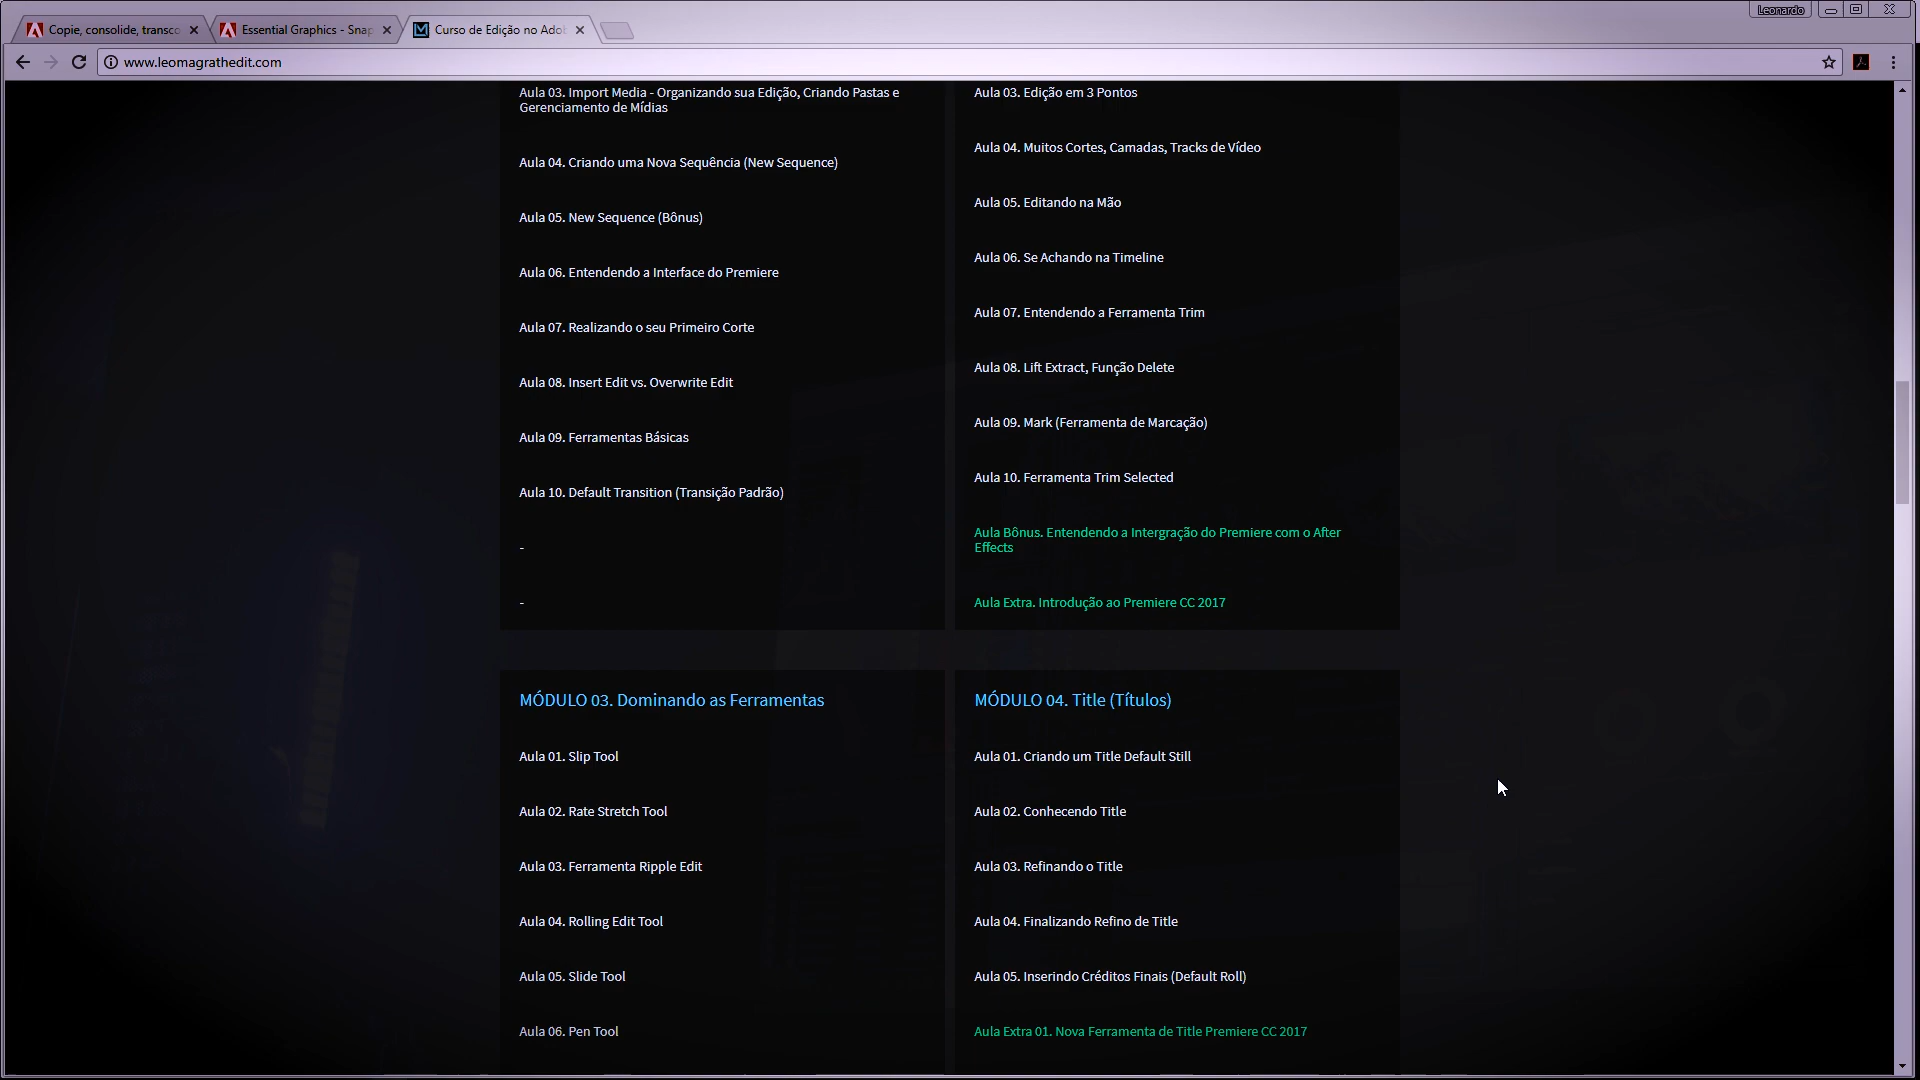 Leonardo
Copie, consolide, transco
Essential Graphics - Snap
Curso de Edição no Adob
www.leomagrathedit.com
Aula 03. Import Media - Organizando sua Edição, Criando Pastas e
Gerenciamento de Mídias
Aula 04. Criando uma Nova Sequência (New Sequence)
Aula 05. New Sequence (Bônus)
Aula 06. Entendendo a Interface do Premiere
Aula 07. Realizando o seu Primeiro Corte
Aula 08. Insert Edit vs. Overwrite Edit
Aula 09. Ferramentas Básicas
Aula 10. Default Transition (Transição Padrão)
-
-
Aula 03. Edição em 3 Pontos
Aula 04. Muitos Cortes, Camadas, Tracks de Vídeo
Aula 05. Editando na Mão
Aula 06. Se Achando na Timeline
Aula 07. Entendendo a Ferramenta Trim
Aula 08. Lift Extract, Função Delete
Aula 09. Mark (Ferramenta de Marcação)
Aula 10. Ferramenta Trim Selected
Aula Bônus. Entendendo a Intergração do Premiere com o After
Effects
Aula Extra. Introdução ao Premiere CC 2017
MÓDULO 03. Dominando as Ferramentas
Aula 01. Slip Tool
Aula 02. Rate Stretch Tool
Aula 03. Ferramenta Ripple Edit
Aula 04. Rolling Edit Tool
Aula 05. Slide Tool
Aula 06. Pen Tool
MÓDULO 04. Title (Títulos)
Aula 01. Criando um Title Default Still
Aula 02. Conhecendo Title
Aula 03. Refinando o Title
Aula 04. Finalizando Refino de Title
Aula 05. Inserindo Créditos Finais (Default Roll)
Aula Extra 01. Nova Ferramenta de Title Premiere CC 2017